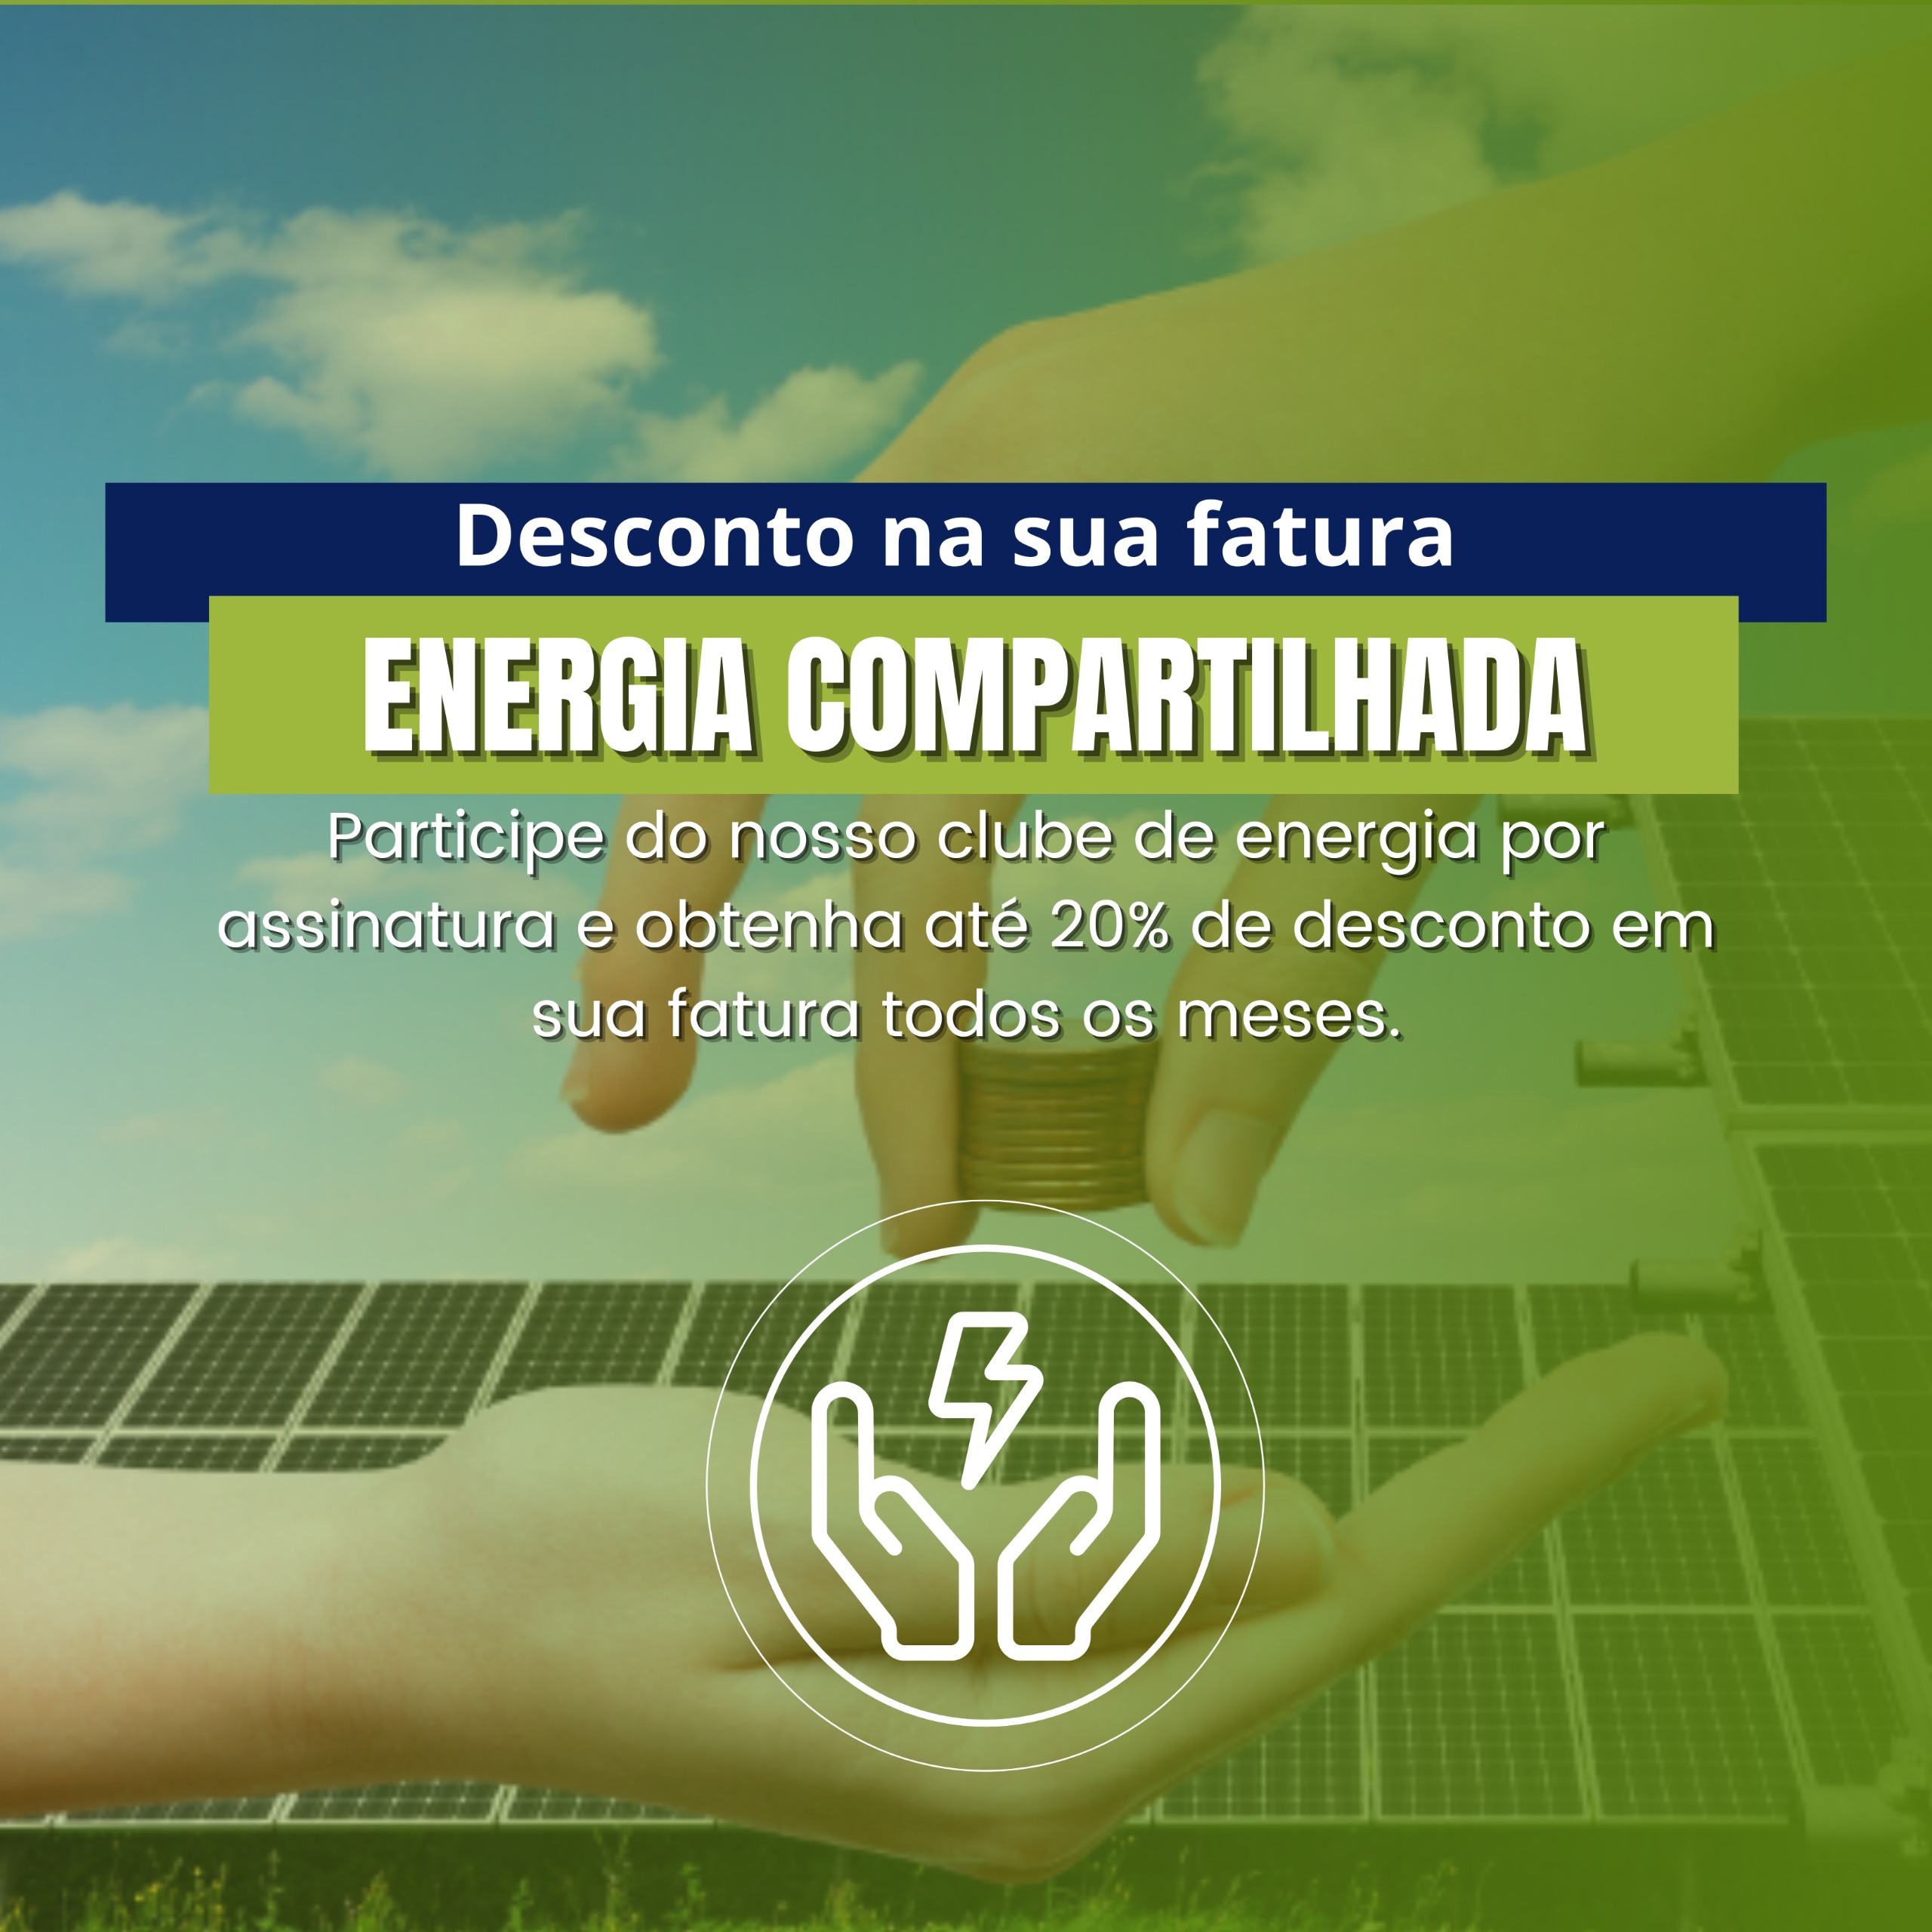 Desconto na sua fatura
ENERGIA COMPARTILHADA
Participe do nosso clube de energia por
assinatura e obtenha até 20% de desconto em
sua fatura todos os meses.